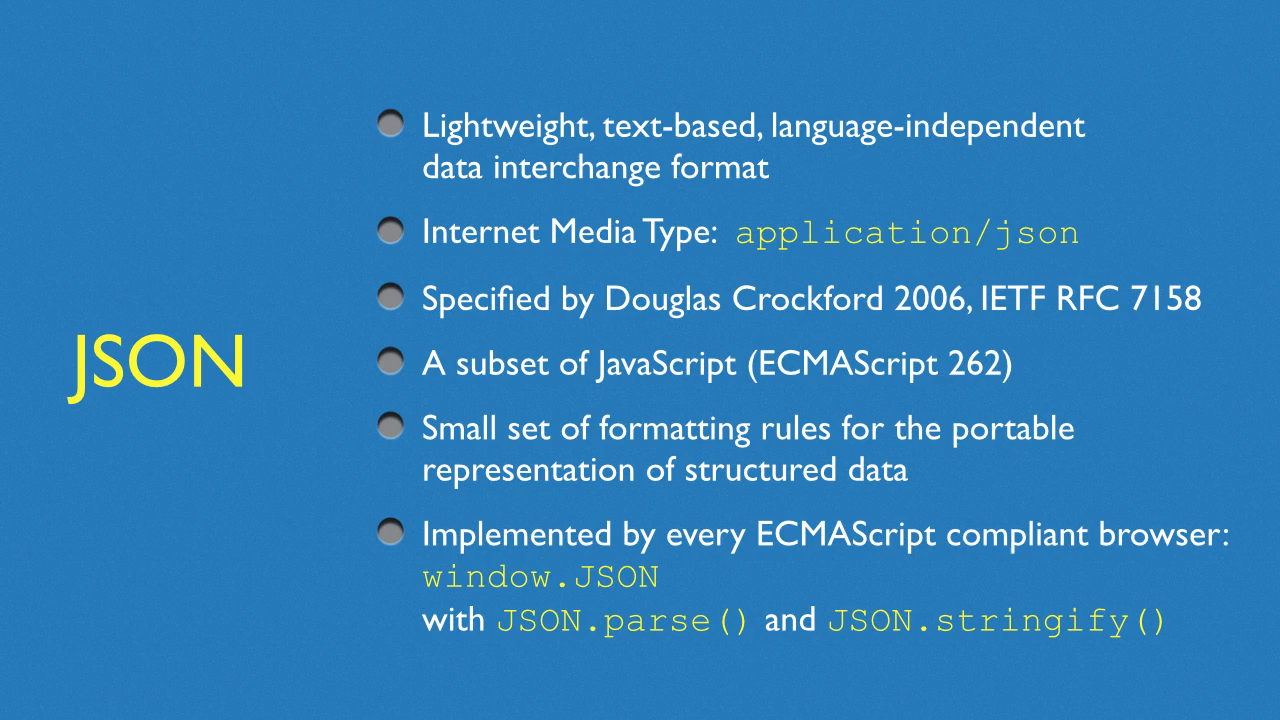 JSON
Lightweight, text-based, language-independent
data interchange format
Internet Media Type: application/json
Specified by Douglas Crockford 2006, IETF RFC 7158
A subset of JavaScript (ECMAScript 262)
Small set of formatting rules for the portable
representation of structured data
Implemented by every ECMAScript compliant browser:
window.JSON
with JSON.parse() and JSON.stringify()